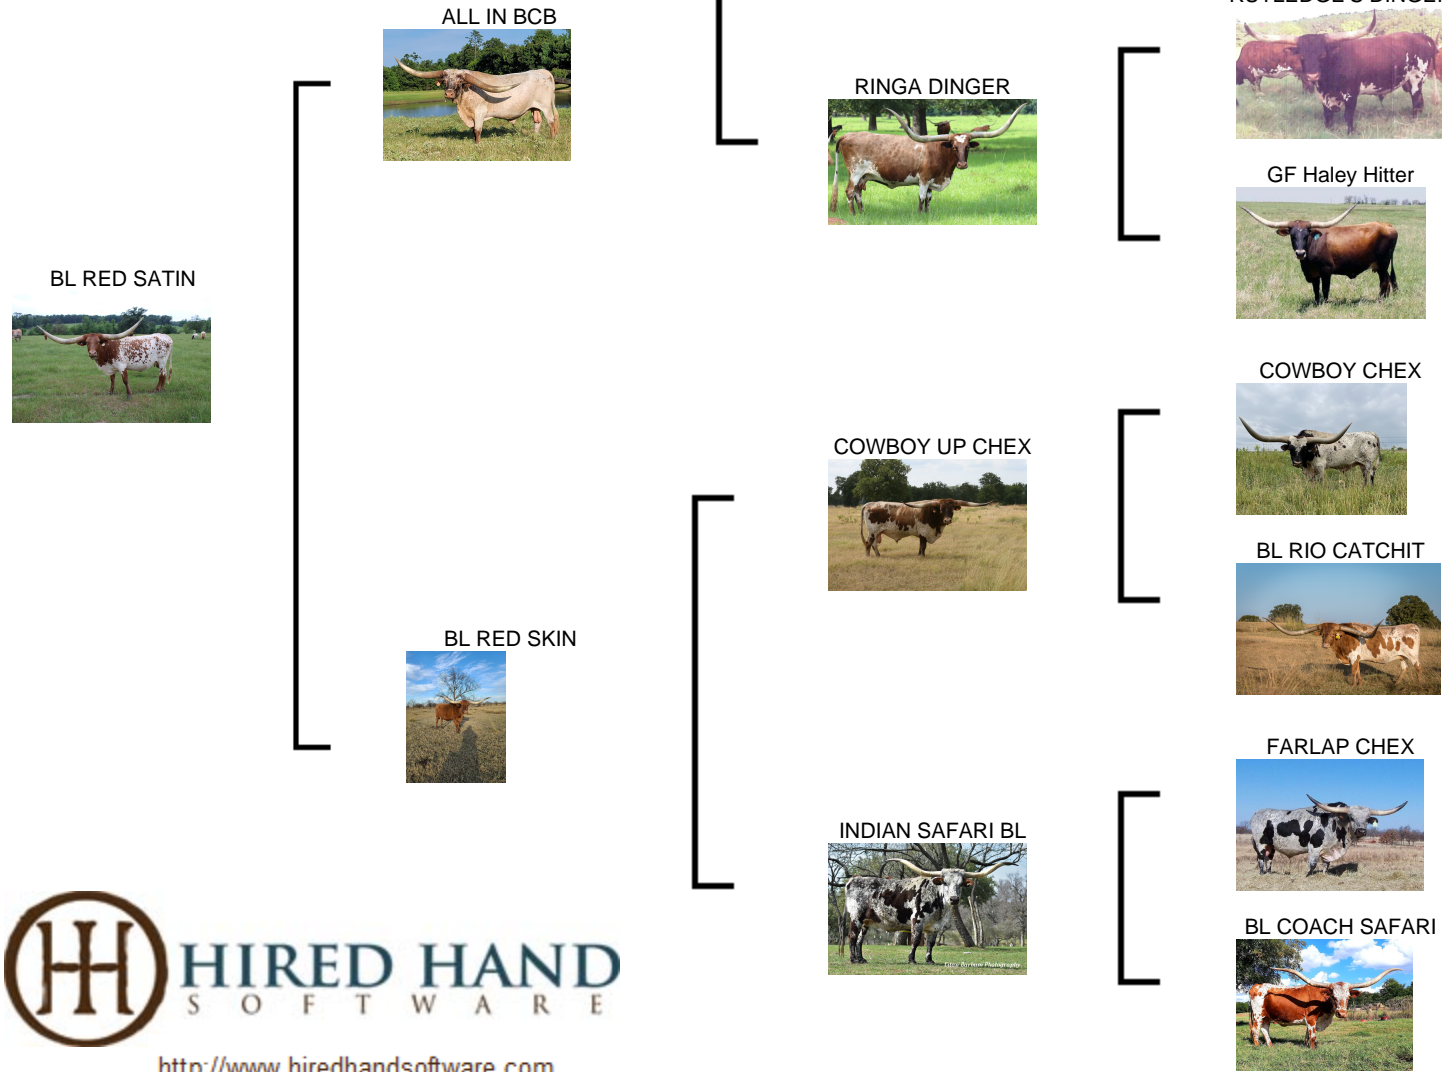 ALL IN BCB
RINGA DINGER
GF Haley Hitter
BL RED SATIN
COWBOY CHEX
COWBOY UP CHEX
BL RIO CATCHIT
BL RED SKIN
FARLAP CHEX
INDIAN SAFARI BL
BL COACH SAFARI
HIRED HAND
SOFTWARE
http://www.hiredhandsoftware.com